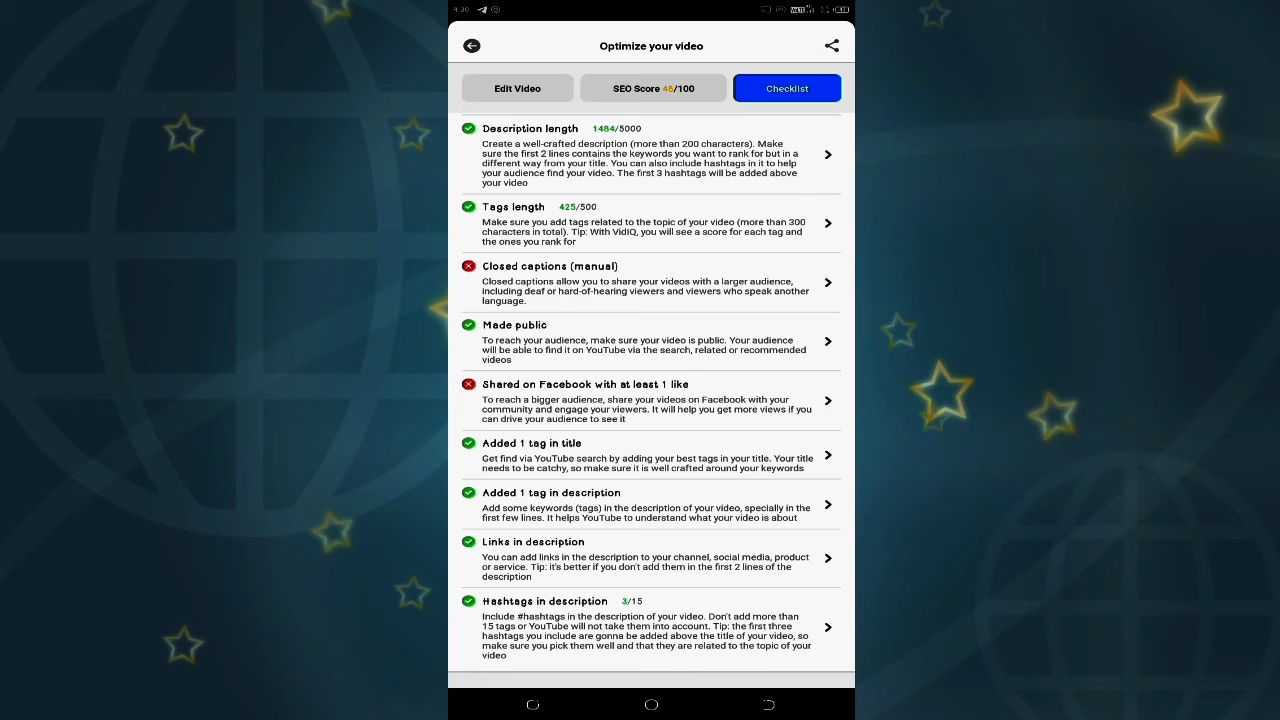 9:30
Optimize your video
Edit Video
SEO Score 48/100
Checklist
Description length 1484/5000
Create a well-crafted description (more than 200 characters). Make
sure the first 2 lines contains the keywords you want to rank for but in a
different way from your title. You can also include hashtags in it to help
your audience find your video. The first 3 hashtags will be added above
your video
Tags length 425/500
Make sure you add tags related to the topic of your video (more than 300
characters in total). Tip: With VidIQ, you will see a score for each tag and
the ones you rank for
Closed captions (manual)
Closed captions allow you to share your videos with a larger audience,
including deaf or hard-of-hearing viewers and viewers who speak another
language.
Made public
To reach your audience, make sure your video is public. Your audience
will be able to find it on YouTube via the search, related or recommended
videos
Shared on Facebook with at least 1 like
To reach a bigger audience, share your videos on Facebook with your
community and engage your viewers. It will help you get more views if you
can drive your audience to see it
Added 1 tag in title
Get find via YouTube search by adding your best tags in your title. Your title
needs to be catchy, so make sure it is well crafted around your keywords
Added 1 tag in description
Add some keywords (tags) in the description of your video, specially in the
first few lines. It helps YouTube to understand what your video is about
Links in description
You can add links in the description to your channel, social media, product
or service. Tip: it's better if you don't add them in the first 2 lines of the
description
Hashtags in description 3/15
Include #hashtags in the description of your video. Don't add more than
15 tags or YouTube will not take them into account. Tip: the first three
hashtags you include are gonna be added above the title of your video, so
make sure you pick them well and that they are related to the topic of your
video